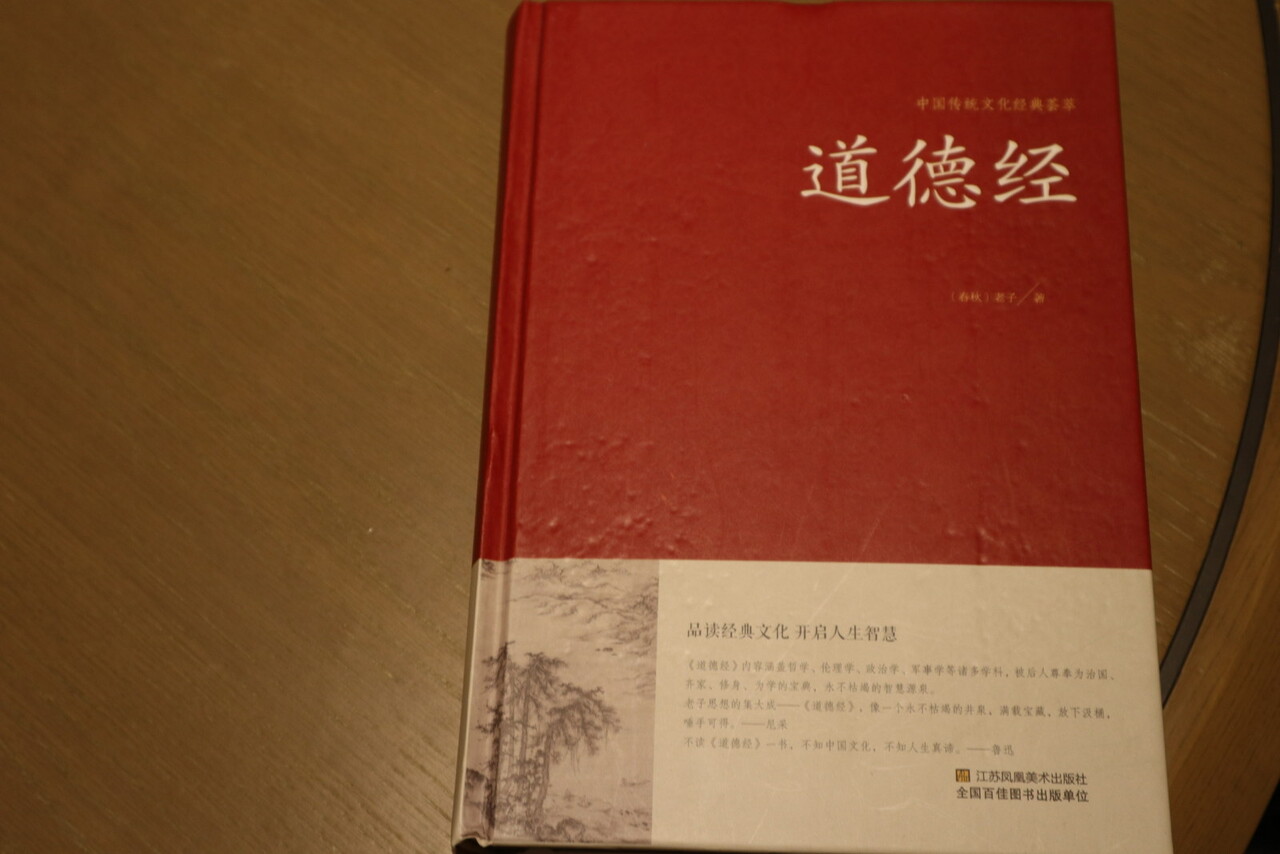 中国传统文化经典荟萃
道德经
〔春秋〕老子／著
品读经典文化 开启人生智慧
《道德经》内容涵盖哲学、伦理学、政治学、军事学等诸多学科，被后人尊奉为治国、
齐家、修身、为学的宝典，永不枯竭的智慧源泉。
老子思想的集大成——《道德经》，像一个永不枯竭的井泉，满载宝藏，放下汲桶，
唾手可得。——尼采
不读《道德经》一书，不知中国文化，不知人生真谛。——鲁迅
江苏凤凰美术出版社
全国百佳图书出版单位